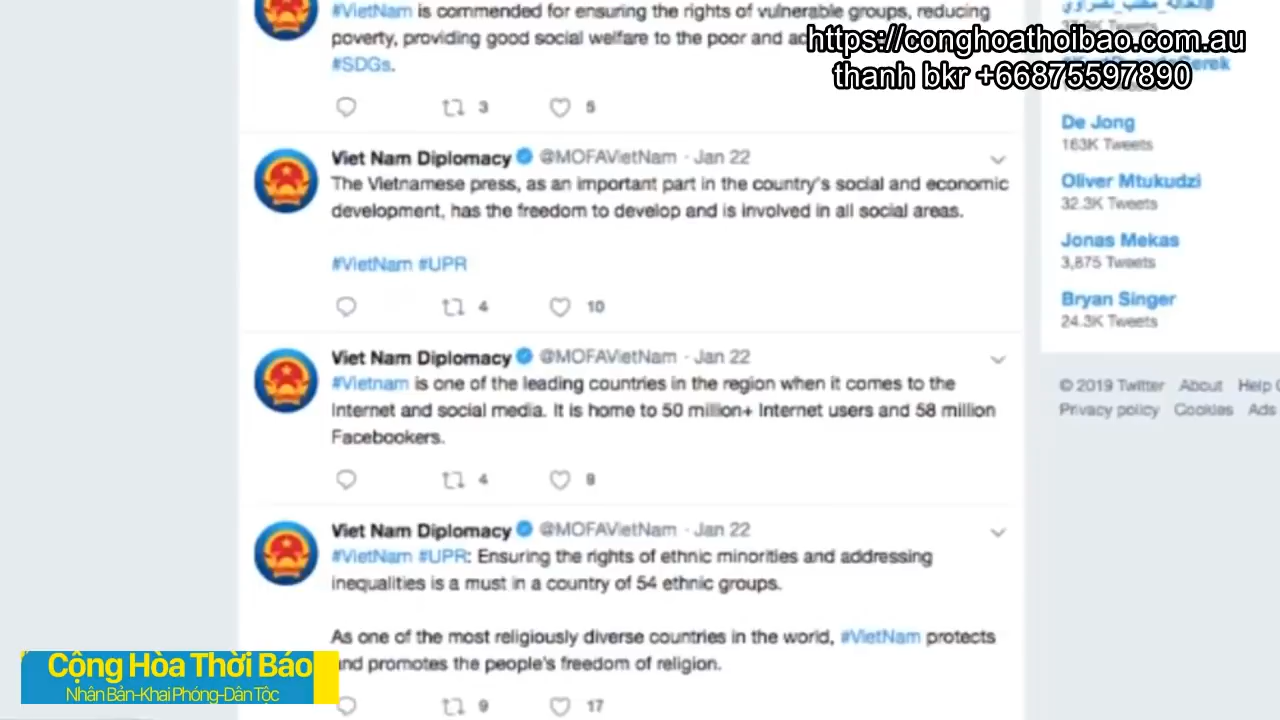 #VietNam is commended for ensuring the rights of vulnerable groups, reducing
poverty, providing good social welfare to the poor and
#SDGs.
3 5
https://conghoathoibao.com.au
thanh bkr +66875597890
Viet Nam Diplomacy @MOFAVietNam · Jan 22
The Vietnamese press, as an important part in the country's social and economic
development, has the freedom to develop and is involved in all social areas.
#VietNam #UPR
4 10
Viet Nam Diplomacy @MOFAVietNam · Jan 22
#Vietnam is one of the leading countries in the region when it comes to the
Internet and social media. It is home to 50 million+ Internet users and 58 million
Facebookers.
4 9
Viet Nam Diplomacy @MOFAVietNam · Jan 22
#VietNam #UPR: Ensuring the rights of ethnic minorities and addressing
inequalities is a must in a country of 54 ethnic groups.
As one of the most religiously diverse countries in the world, #VietNam protects
and promotes the people's freedom of religion.
9 17
De Jong
163K Tweets
Oliver Mtukudzi
32.3K Tweets
Jonas Mekas
3,875 Tweets
Bryan Singer
24.3K Tweets
© 2019 Twitter About Help
Privacy policy Cookies Ads
Cộng Hòa Thời Báo
Nhân Bản-Khai Phóng-Dân Tộc